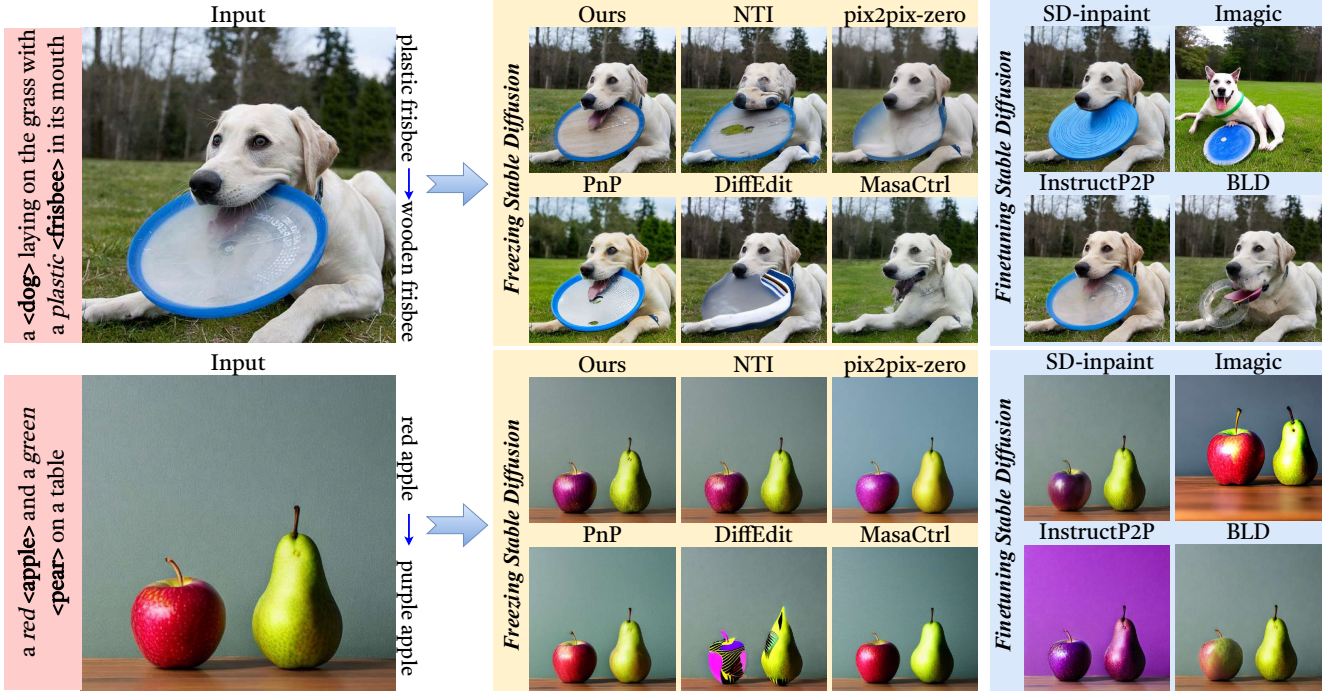 Input
a <dog> laying on the grass with
a plastic <frisbee> in its mouth
plastic frisbee
wooden frisbee
Freezing Stable Diffusion
Ours
NTI
pix2pix-zero
PnP
DiffEdit
MasaCtrl
Finetuning Stable Diffusion
SD-inpaint
Imagic
InstructP2P
BLD
Input
a red <apple> and a green
<pear> on a table
red apple
purple apple
Freezing Stable Diffusion
Ours
NTI
pix2pix-zero
PnP
DiffEdit
MasaCtrl
Finetuning Stable Diffusion
SD-inpaint
Imagic
InstructP2P
BLD